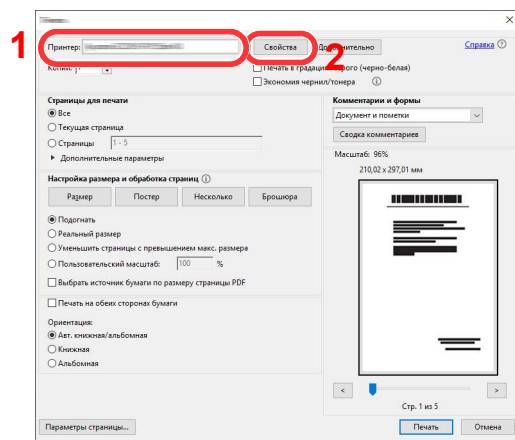 1
2
Принтер:
Свойства
Дополнительно
Справка
Копии: 1
Печать в градациях серого (черно-белая)
Экономия чернил/тонера
Страницы для печати
Все
Текущая страница
Страницы 1 - 5
Дополнительные параметры
Настройка размера и обработка страниц
Размер Постер Несколько Брошюра
Подогнать
Реальный размер
Уменьшить страницы с превышением макс. размера
Пользовательский масштаб: 100 %
Выбрать источник бумаги по размеру страницы PDF
Печать на обеих сторонах бумаги
Ориентация:
Авт. книжная/альбомная
Книжная
Альбомная
Комментарии и формы
Документ и пометки
Сводка комментариев
Масштаб: 96%
210,02 x 297,01 мм
< >
Стр. 1 из 5
Параметры страницы...
Печать Отмена